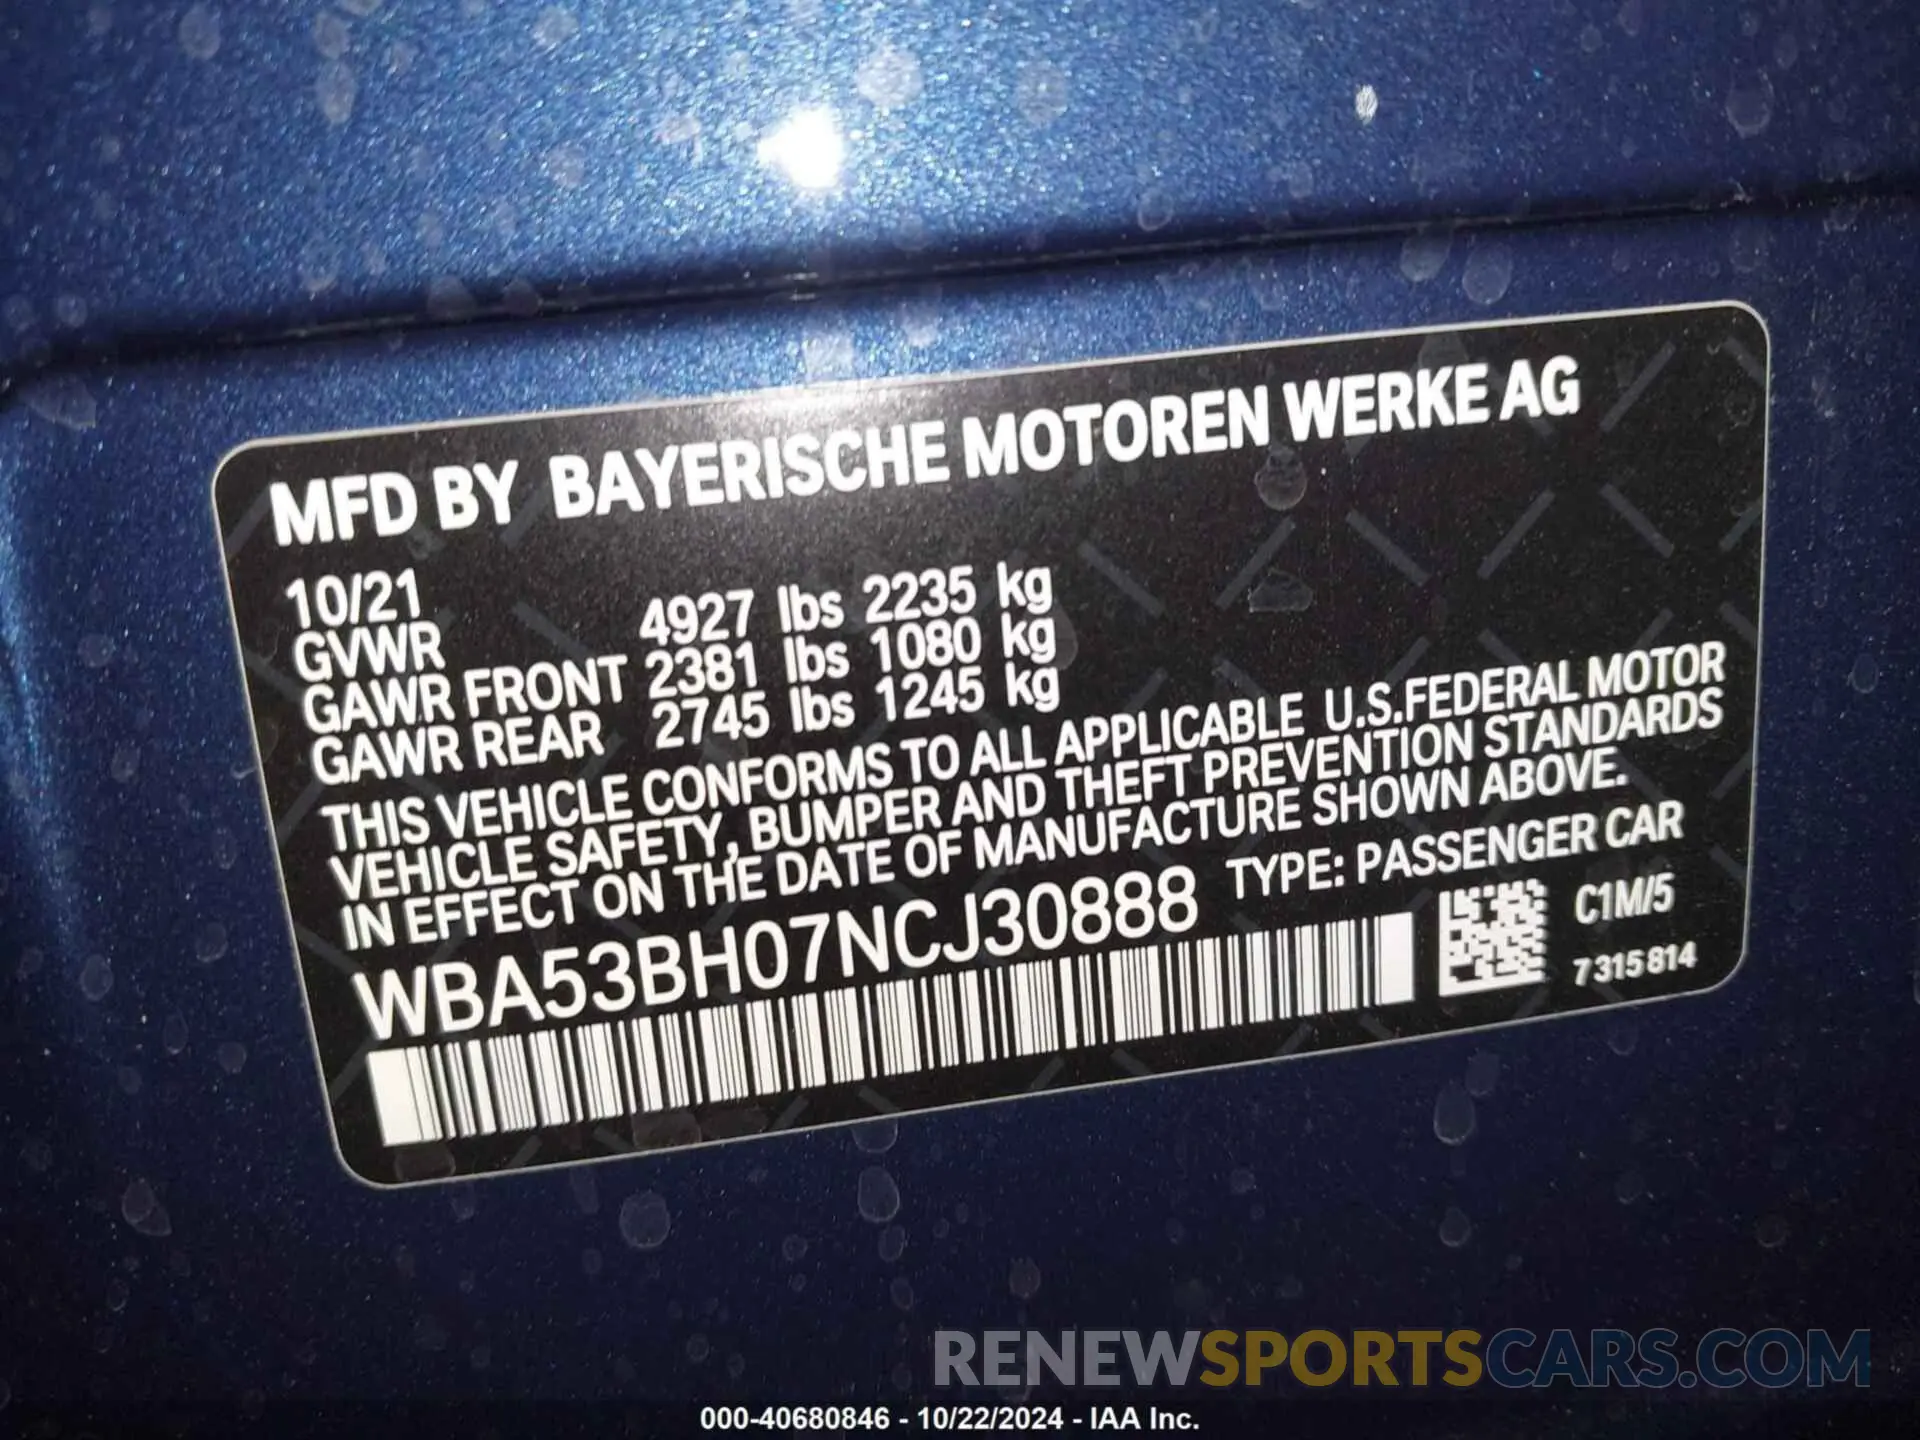 MFD BY BAYERISCHE MOTOREN WERKE AG
10/21
GVWR 4927 lbs 2235 kg
GAWR FRONT 2381 lbs 1080 kg
GAWR REAR 2745 lbs 1245 kg
THIS VEHICLE CONFORMS TO ALL APPLICABLE U.S.FEDERAL MOTOR
VEHICLE SAFETY, BUMPER AND THEFT PREVENTION STANDARDS
IN EFFECT ON THE DATE OF MANUFACTURE SHOWN ABOVE.
WBA53BH07NCJ30888 TYPE: PASSENGER CAR
C1M/5
7315814
RENEWSPORTSCARS.COM
000-40680846 - 10/22/2024 - IAA Inc.